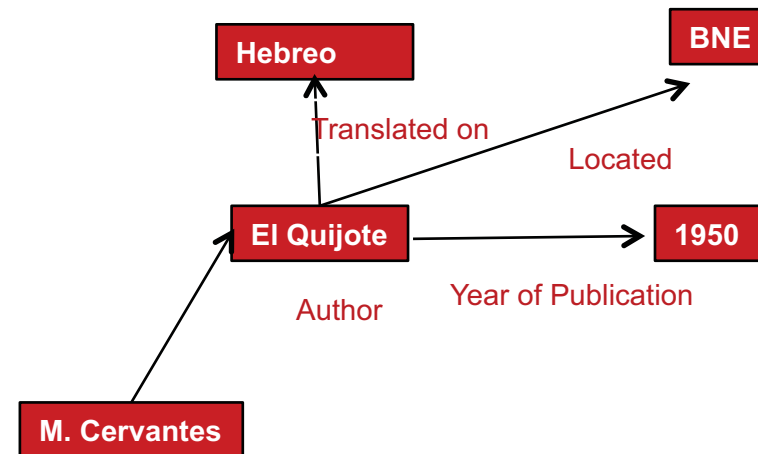 BNE
Hebreo
Translated on
Located
El Quijote
1950
Year of Publication
Author
M. Cervantes